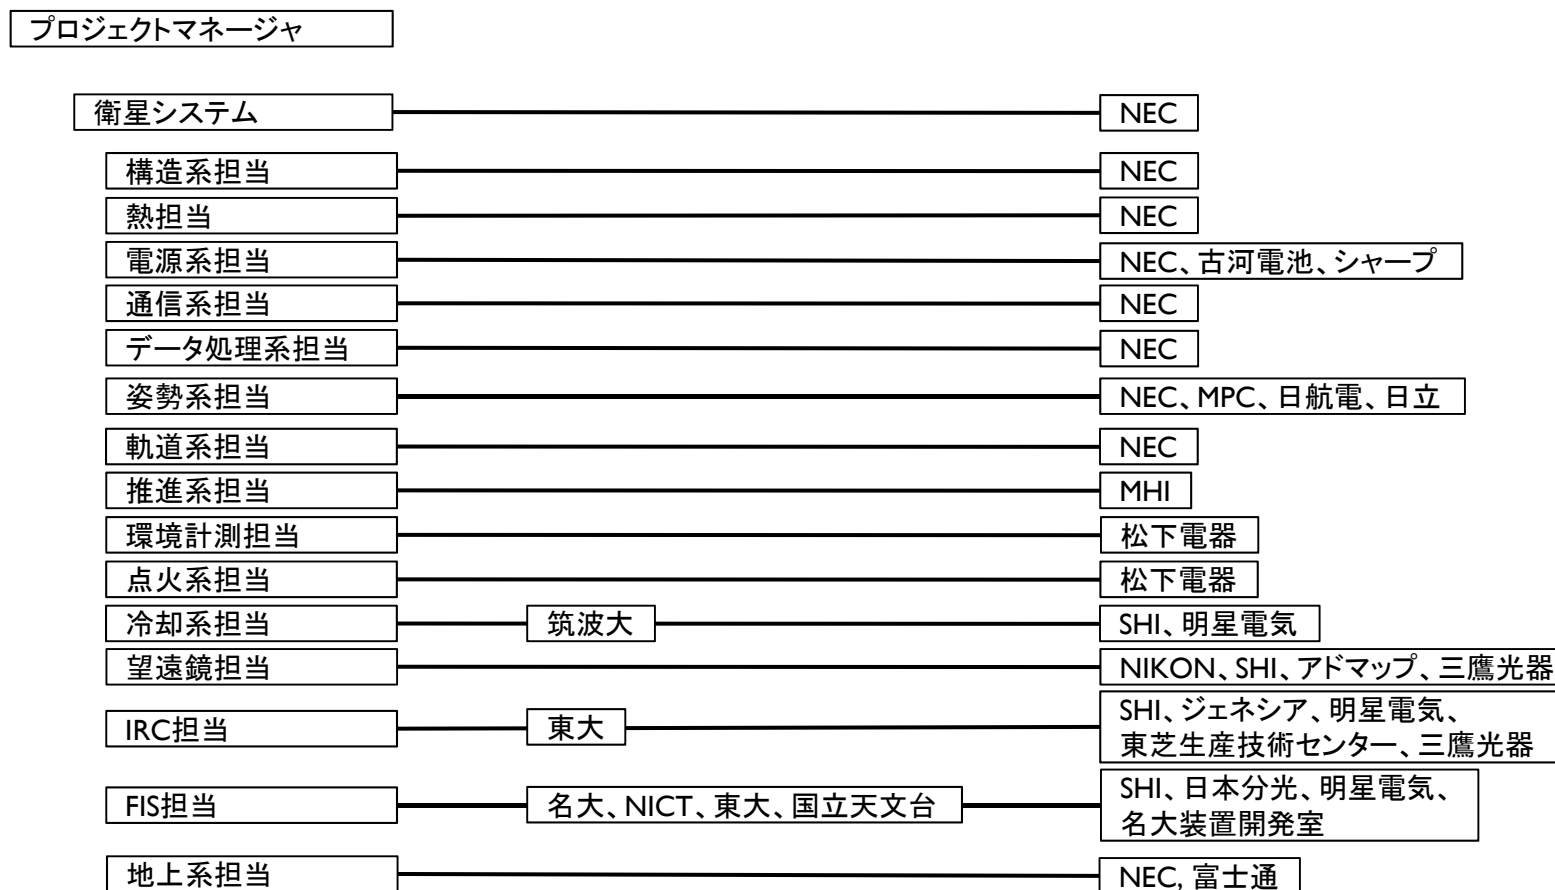 プロジェクトマネージャ
衛星システム NEC
構造系担当 NEC
熱担当 NEC
電源系担当 NEC、古河電池、シャープ
通信系担当 NEC
データ処理系担当 NEC
姿勢系担当 NEC、MPC、日航電、日立
軌道系担当 NEC
推進系担当 MHI
環境計測担当 松下電器
点火系担当 松下電器
冷却系担当 筑波大 SHI、明星電気
望遠鏡担当 NIKON、SHI、アドマップ、三鷹光器
IRC担当 東大 SHI、ジェネシア、明星電気、
東芝生産技術センター、三鷹光器
FIS担当 名大、NICT、東大、国立天文台 SHI、日本分光、明星電気、
名大装置開発室
地上系担当 NEC, 富士通